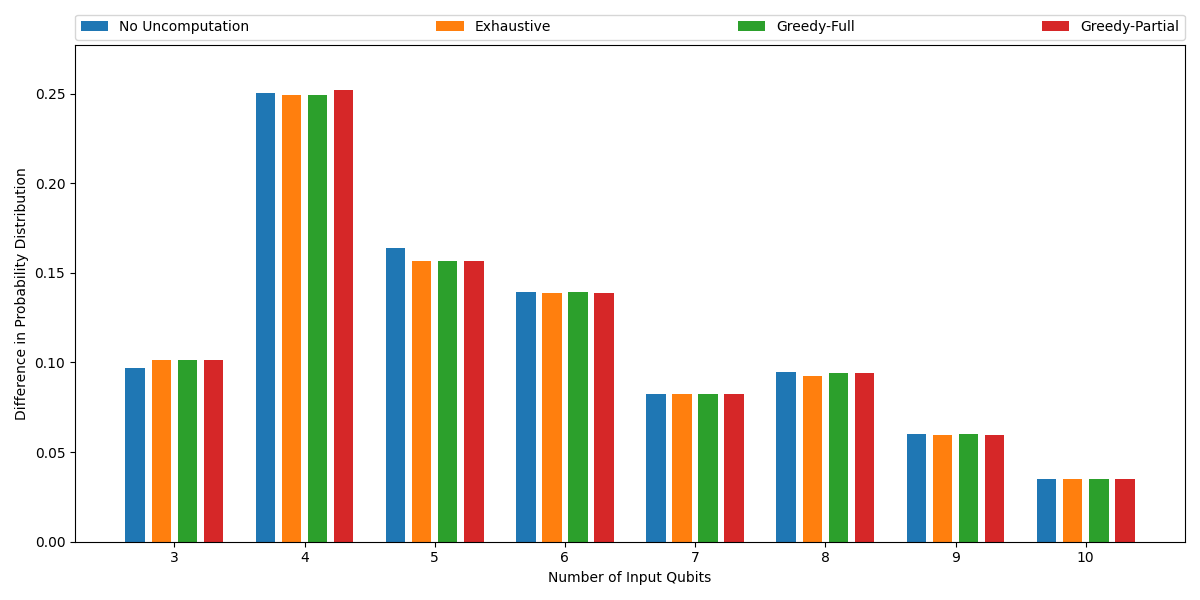 No Uncomputation Exhaustive Greedy-Full Greedy-Partial
0.25
0.20
0.15
0.10
0.05
0.00
Difference in Probability Distribution
3 4 5 6 7 8 9 10
Number of Input Qubits